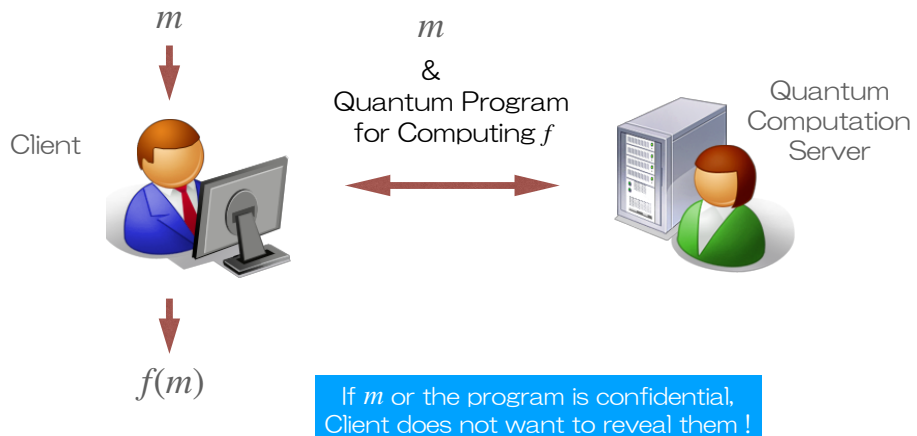 m
m
&
Quantum Program
for Computing f
Client
Quantum
Computation
Server
f(m)
If m or the program is confidential,
Client does not want to reveal them !